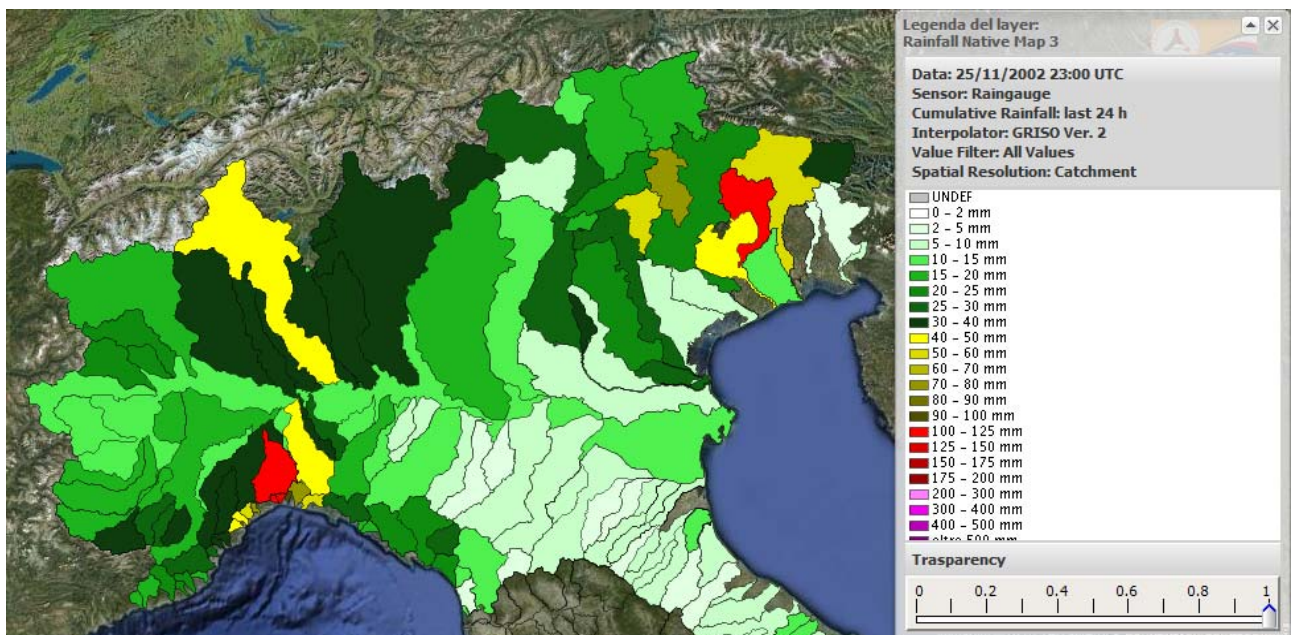 Legenda del layer:
Rainfall Native Map 3
Data: 25/11/2002 23:00 UTC
Sensor: Raingauge
Cumulative Rainfall: last 24 h
Interpolator: GRISO Ver. 2
Value Filter: All Values
Spatial Resolution: Catchment
UNDEF
0 - 2 mm
2 - 5 mm
5 - 10 mm
10 - 15 mm
15 - 20 mm
20 - 25 mm
25 - 30 mm
30 - 40 mm
40 - 50 mm
50 - 60 mm
60 - 70 mm
70 - 80 mm
80 - 90 mm
90 - 100 mm
100 - 125 mm
125 - 150 mm
150 - 175 mm
175 - 200 mm
200 - 300 mm
300 - 400 mm
400 - 500 mm
oltre 500 mm
Trasparency
0 0.2 0.4 0.6 0.8 1